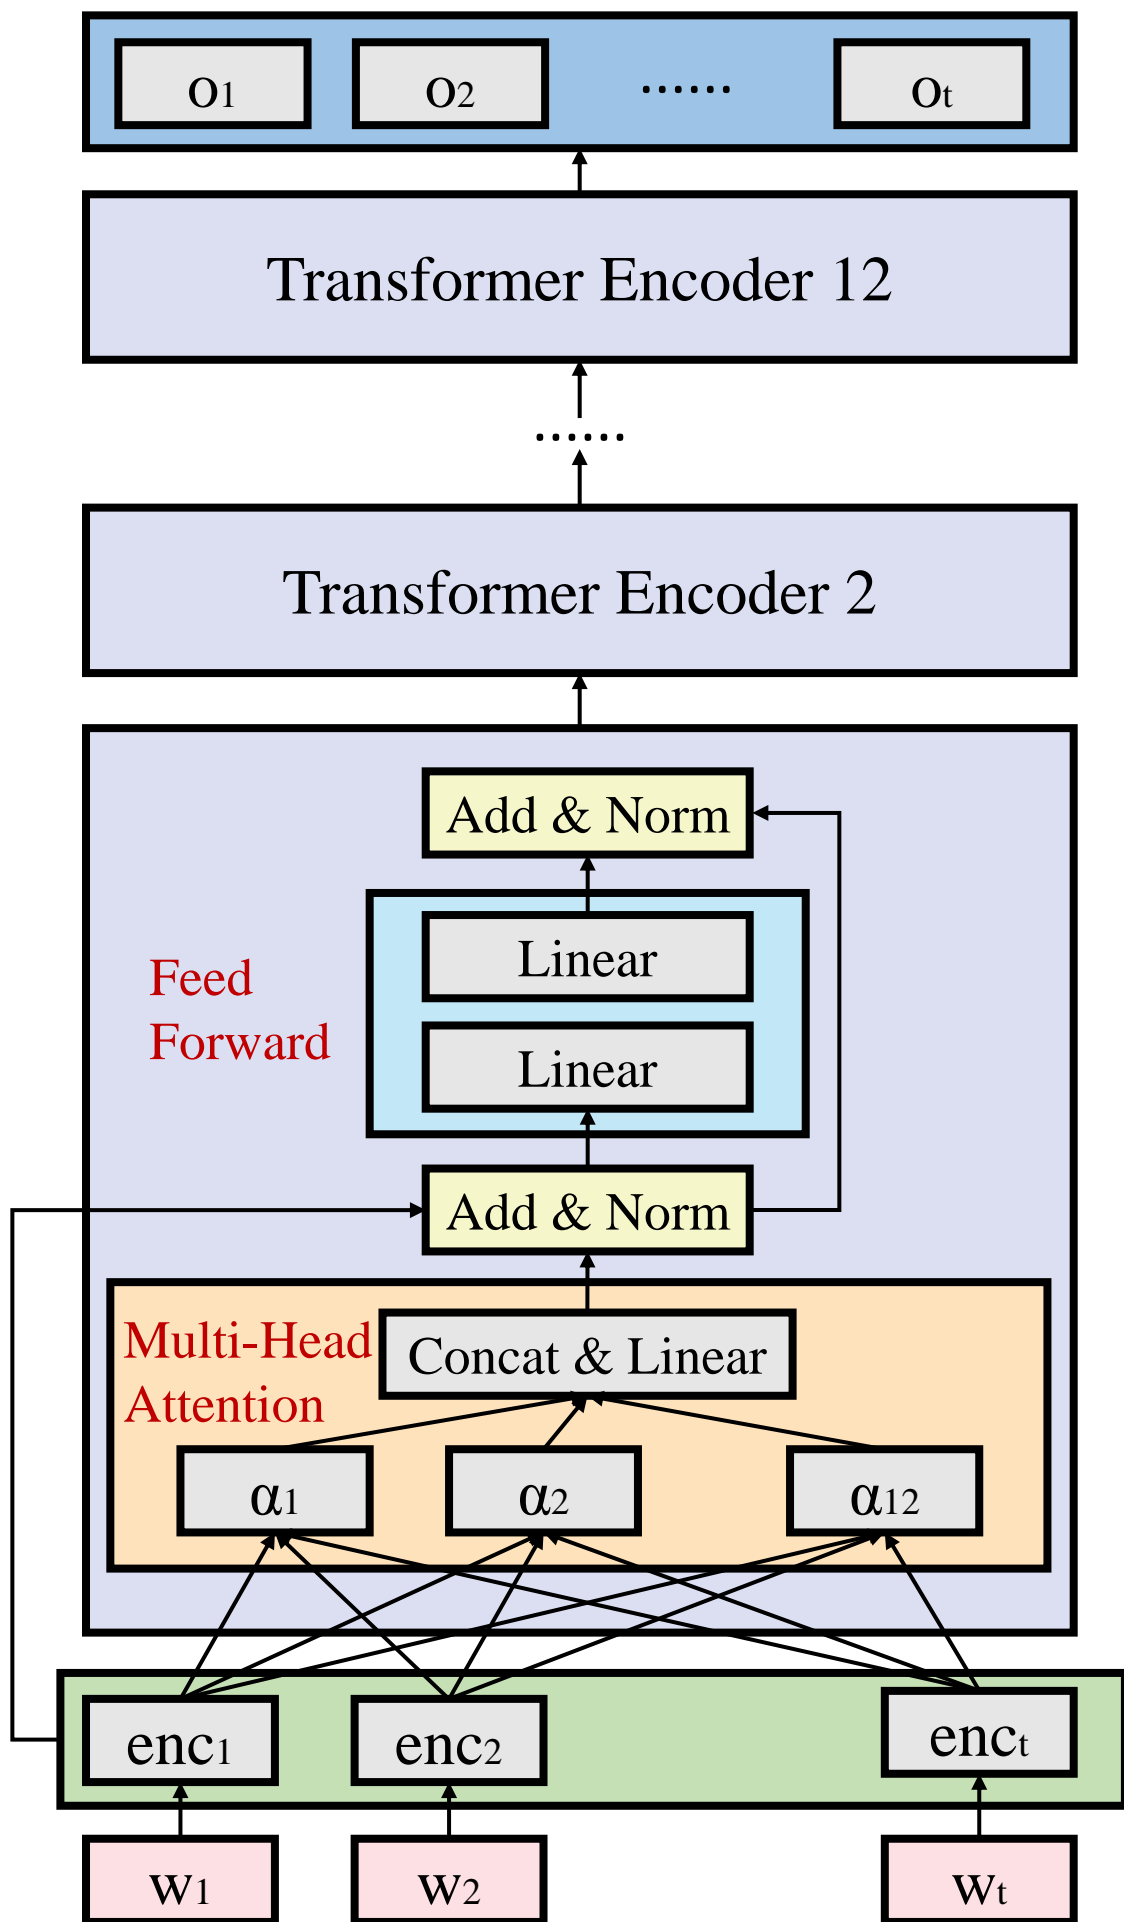 o1 o2 ...... ot
Transformer Encoder 12
......
Transformer Encoder 2
Add & Norm
Linear
Feed
Forward
Linear
Add & Norm
Multi-Head
Attention
Concat & Linear
α1 α2 α12
enc1 enc2 enct
w1 w2 wt